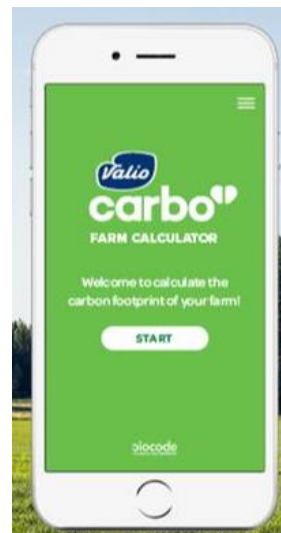 Valio
carbo
FARM CALCULATOR
Welcome to calculate the
carbon footprint of your farm!
START
biocode